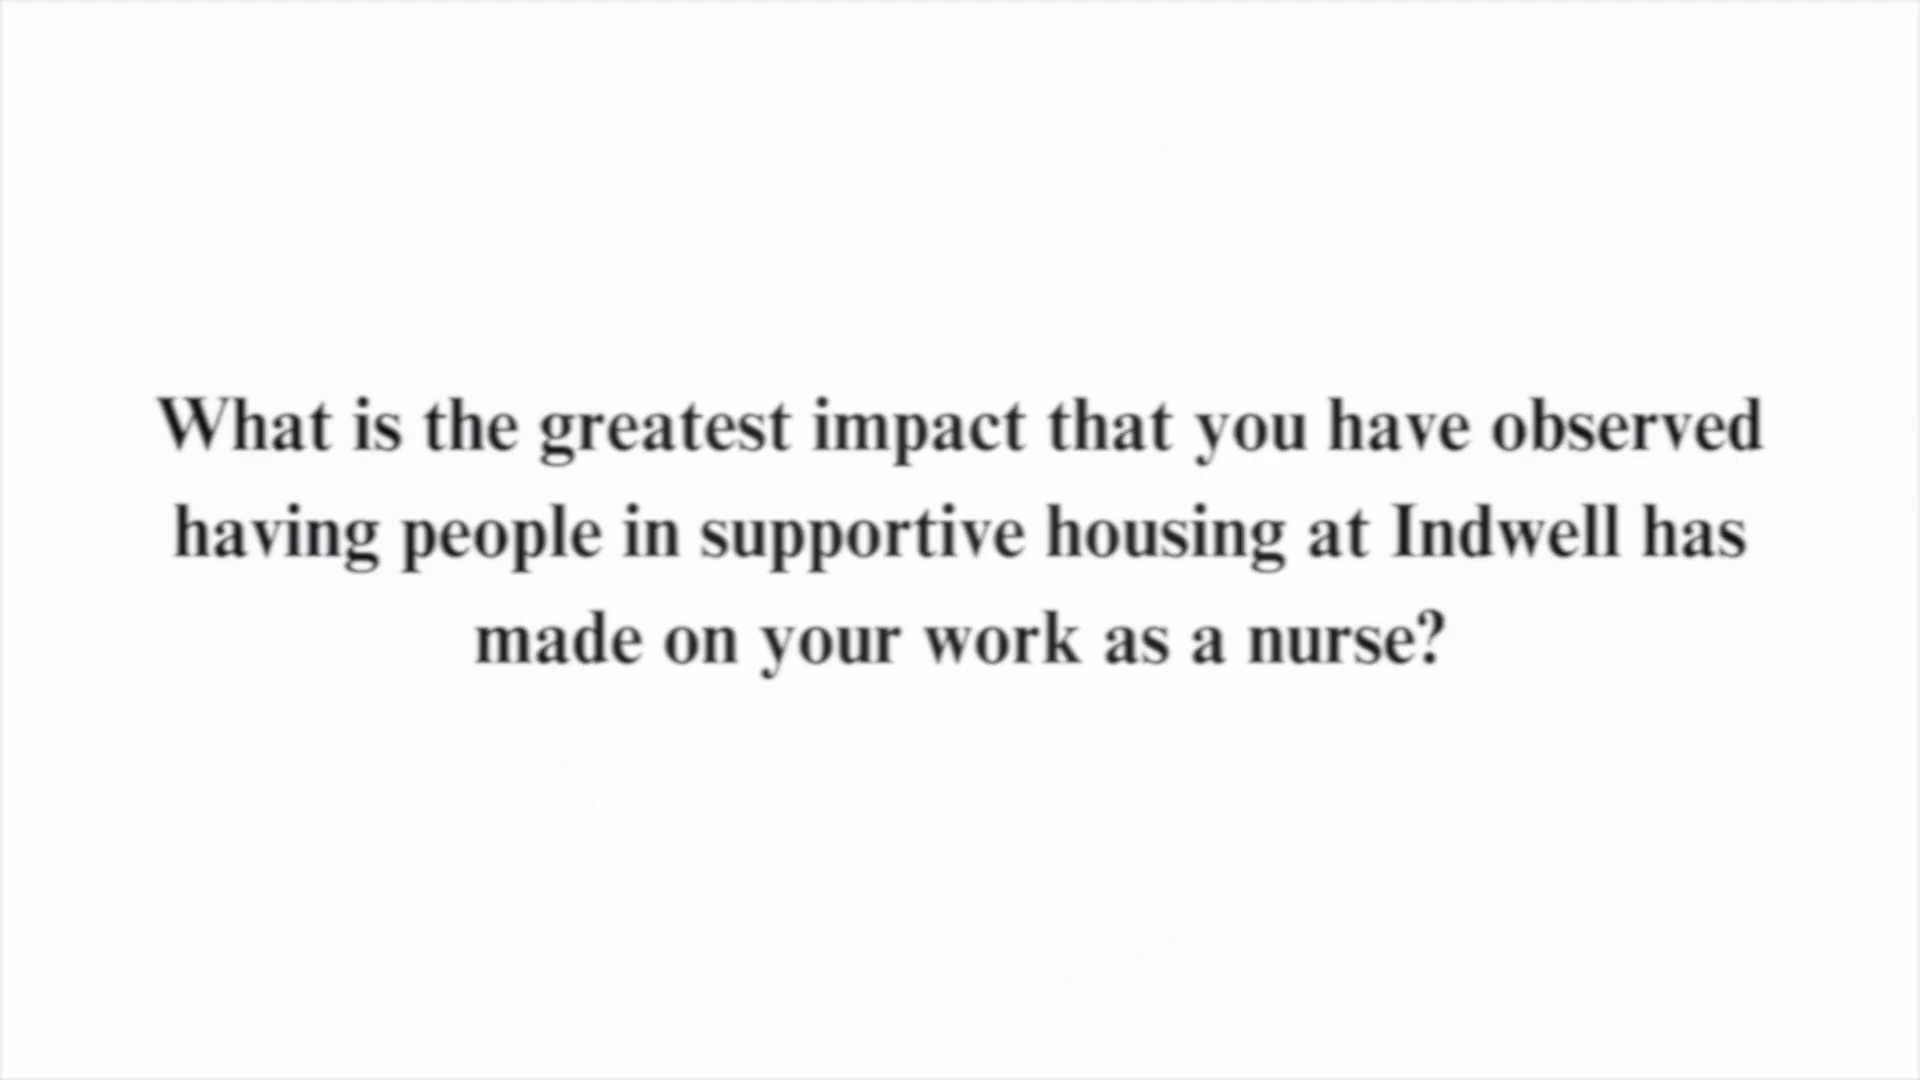 What is the greatest impact that you have observed
having people in supportive housing at Indwell has
made on your work as a nurse?